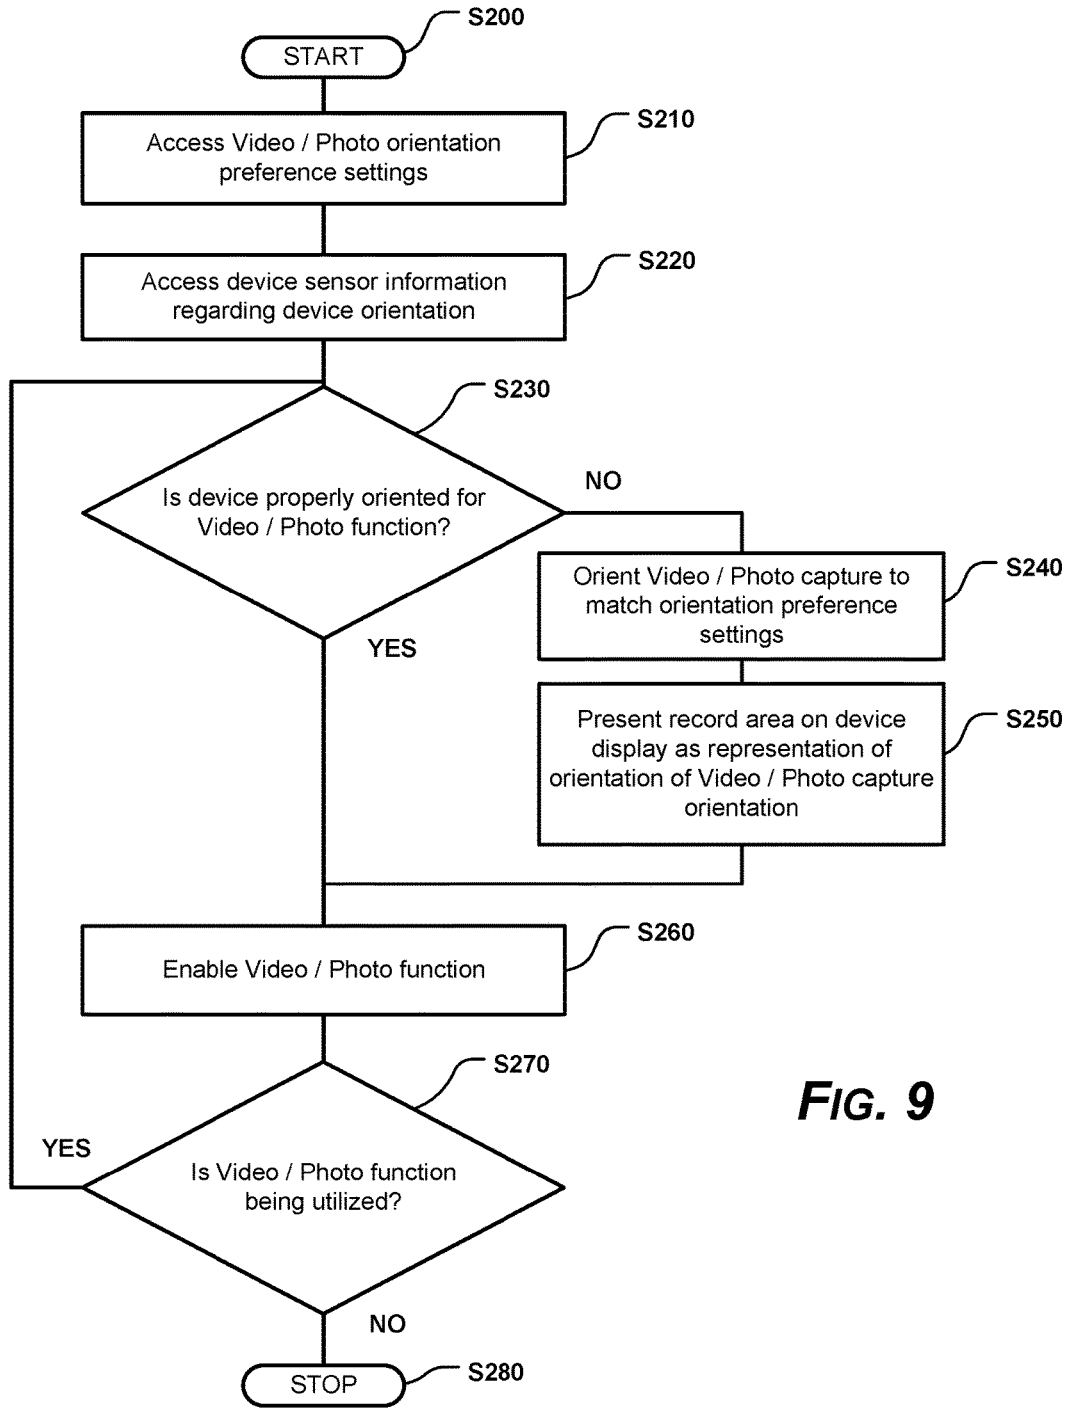 S200
START
S210
Access Video / Photo orientation
preference settings
S220
Access device sensor information
regarding device orientation
S230
Is device properly oriented for
Video / Photo function?
NO
YES
S240
Orient Video / Photo capture to
match orientation preference
settings
S250
Present record area on device
display as representation of
orientation of Video / Photo capture
orientation
S260
Enable Video / Photo function
S270
Is Video / Photo function
being utilized?
YES
NO
S280
STOP
FIG. 9